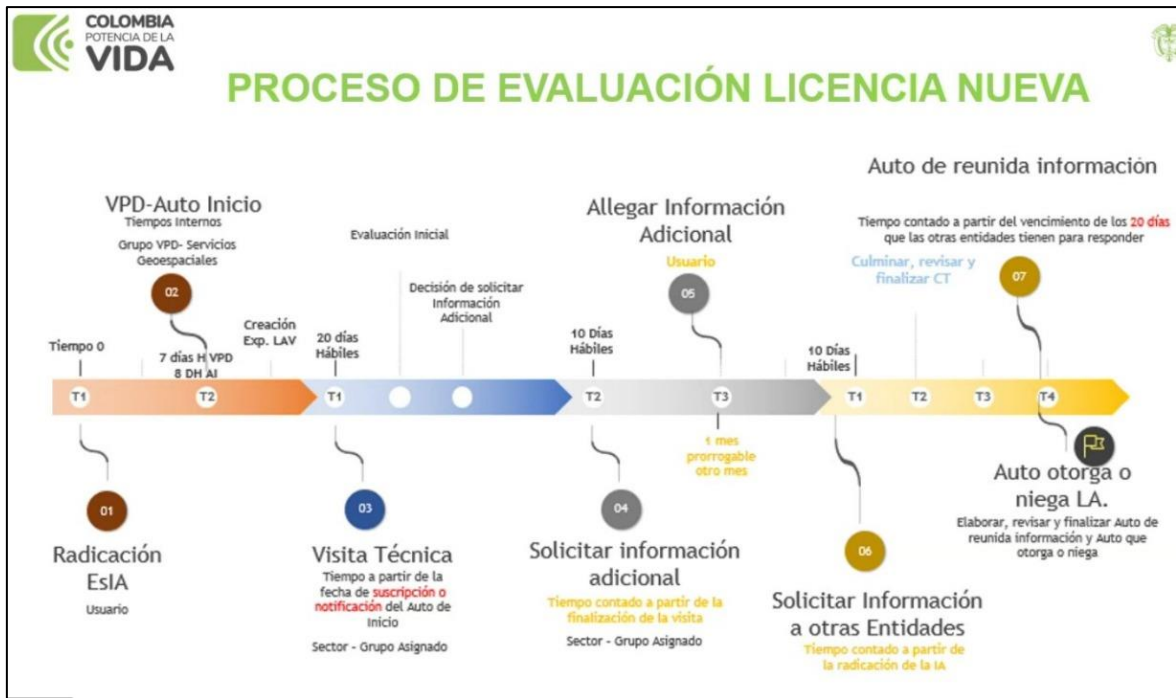 COLOMBIA
POTENCIA DE LA
VIDA
PROCESO DE EVALUACIÓN LICENCIA NUEVA
VPD-Auto Inicio
Tiempos Internos
Grupo VPD- Servicios
Geoespaciales
02
Tiempo 0
7 días H VPD
8 DH AI
Creación
Exp. LAV
T1
T2
01
Radicación
EsIA
Usuario
Evaluación Inicial
Decisión de solicitar
Información
Adicional
20 días
Hábiles
T1
03
Visita Técnica
Tiempo a partir de la
fecha de suscripción o
notificación del Auto de
Inicio
Sector - Grupo Asignado
Allegar Información
Adicional
Usuario
05
10 Días
Hábiles
T2
T3
1 mes
prorrogable
otro mes
04
Solicitar información
adicional
Tiempo contado a partir de la
finalización de la visita
Sector - Grupo Asignado
Auto de reunida información
Tiempo contado a partir del vencimiento de los 20 días
que las otras entidades tienen para responder
Culminar, revisar y
finalizar CT
07
10 Días
Hábiles
T1
T2
T3
T4
06
Solicitar Información
a otras Entidades
Tiempo contado a partir de
la radicación de la IA
Auto otorga o
niega LA.
Elaborar, revisar y finalizar Auto de
reunida información y Auto que
otorga o niega